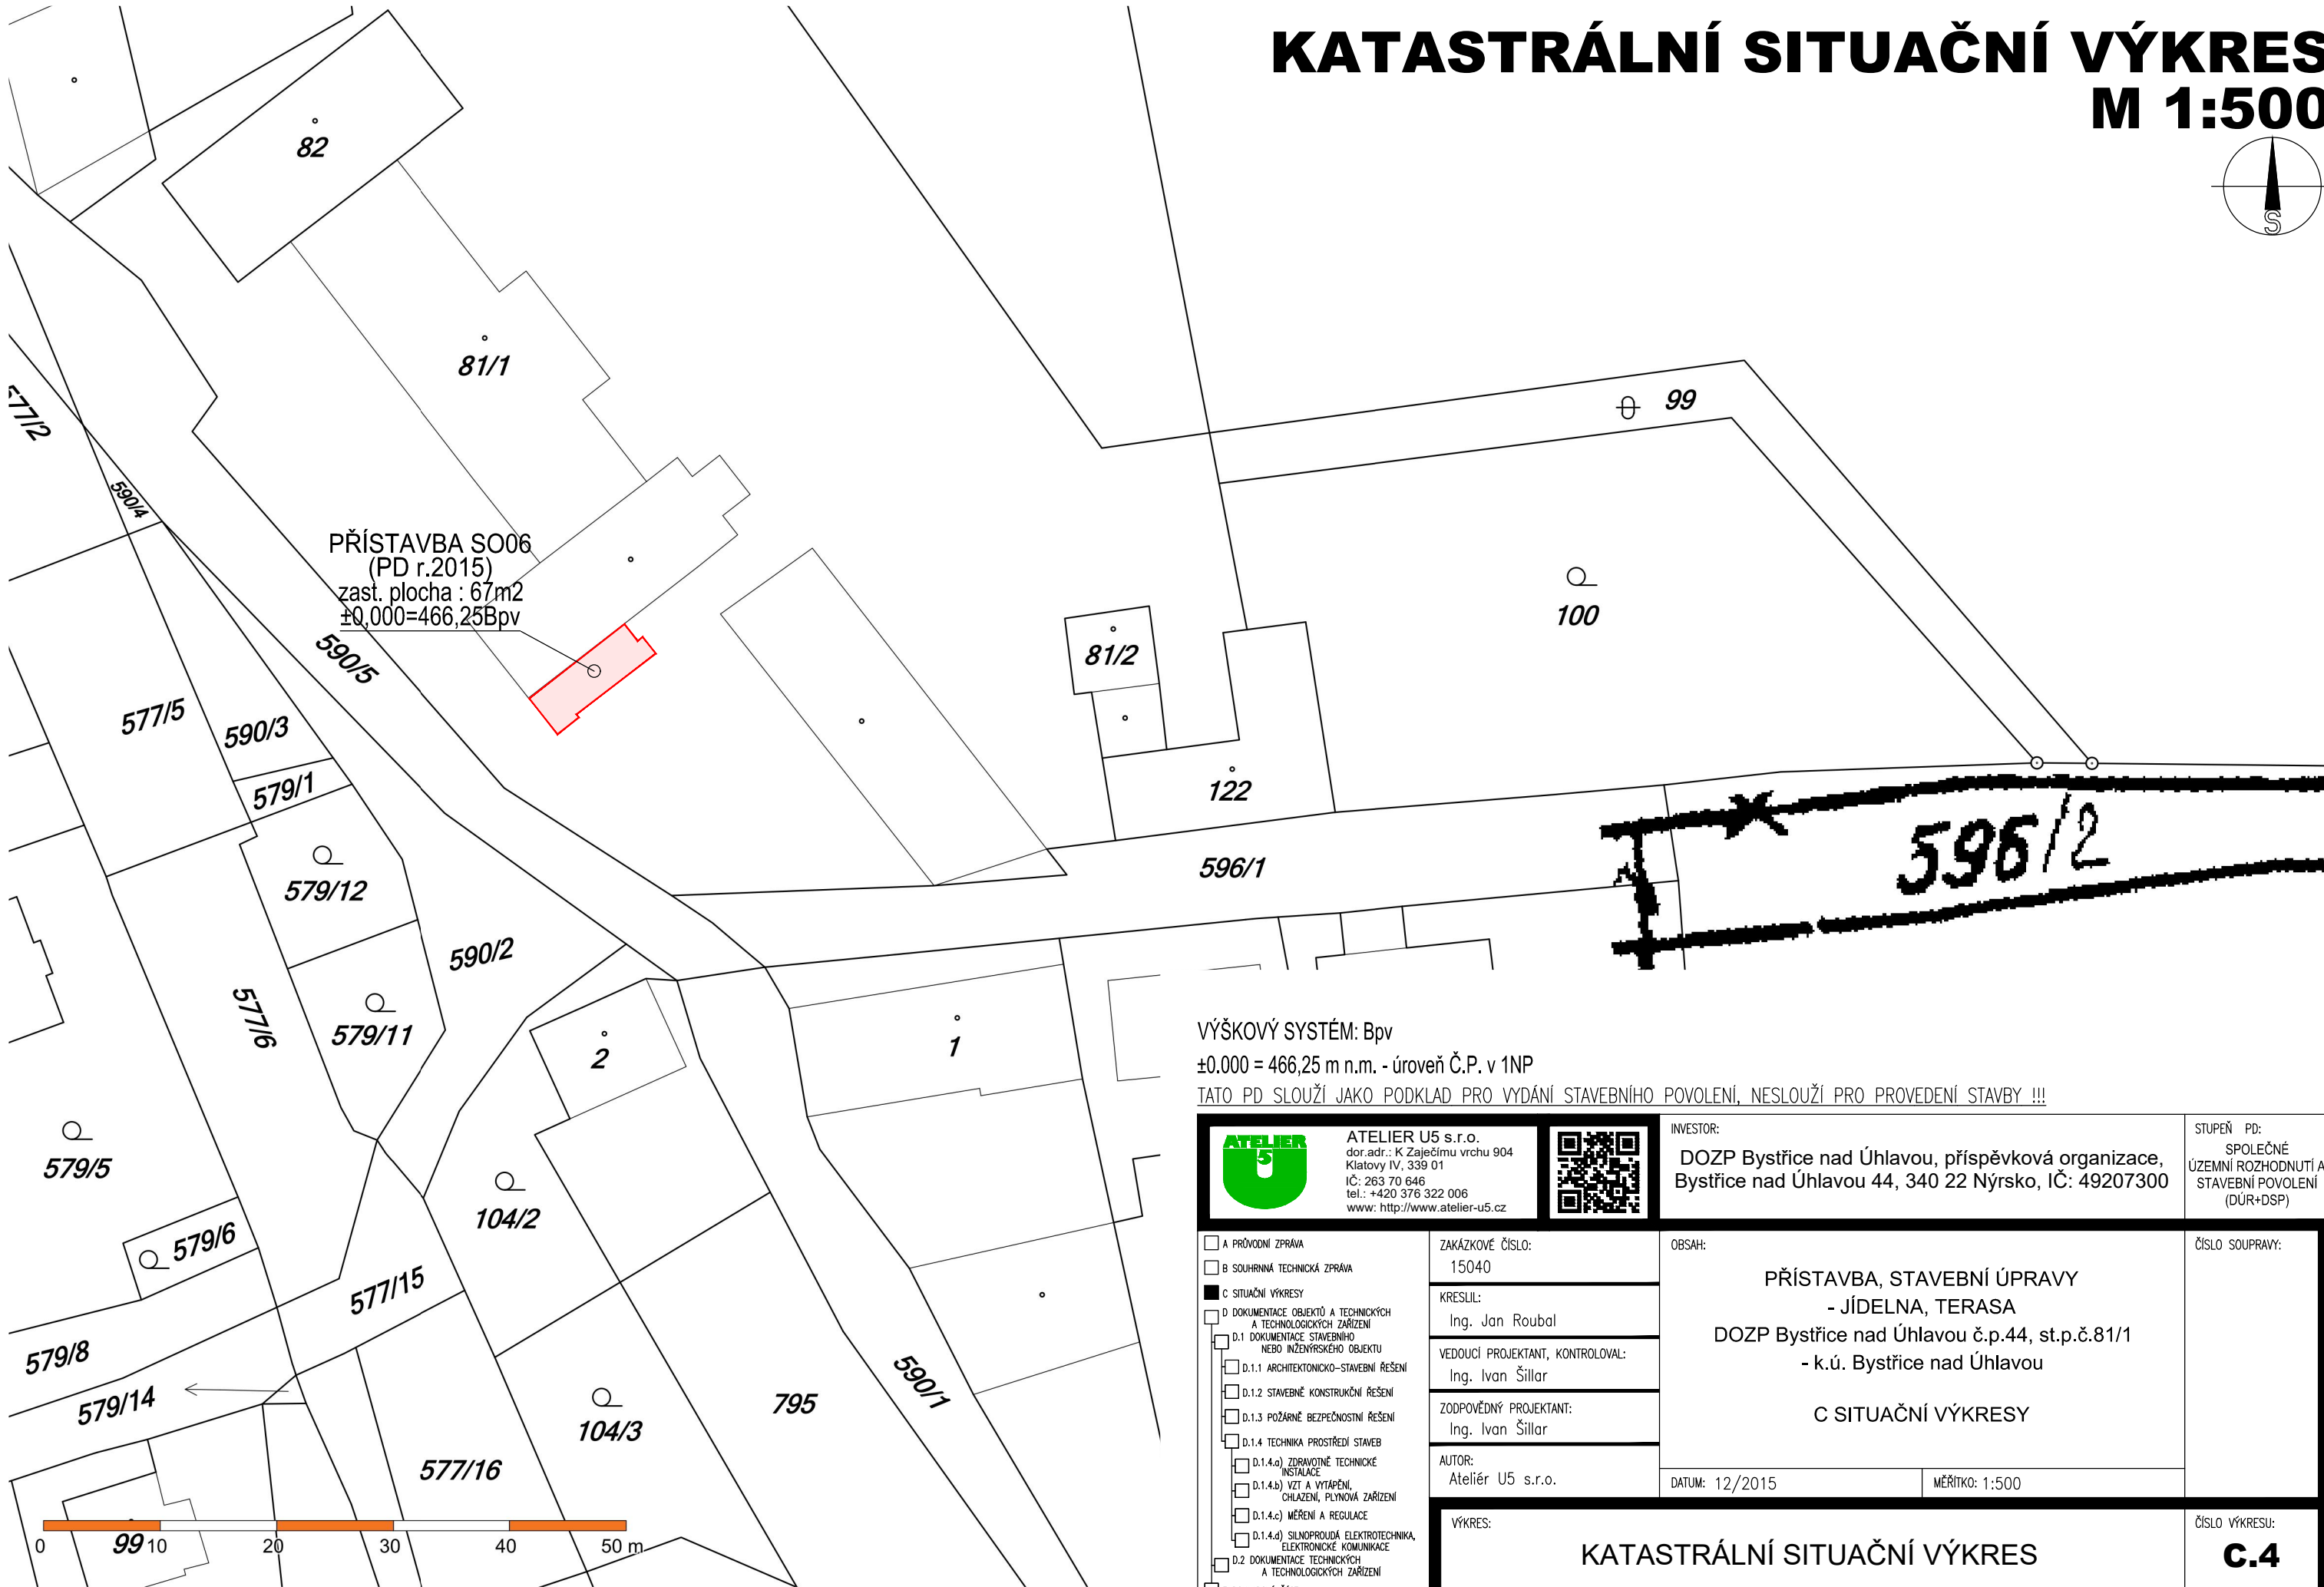 KATASTRÁLNÍ SITUAČNÍ VÝKRES
M 1:500
S
82
81/1
99
577/2
590/4
PŘÍSTAVBA SO06
(PD r.2015)
zast. plocha : 67m2
±0,000=466,25Bpv
100
81/2
590/5
577/5
590/3
579/1
122
596/1
596/2
579/12
590/2
577/6
579/11
2
1
579/5
104/2
579/6
577/15
579/8
579/14
590/1
795
104/3
577/16
99
0 10 20 30 40 50 m
VÝŠKOVÝ SYSTÉM: Bpv
±0.000 = 466,25 m n.m. - úroveň Č.P. v 1NP
TATO PD SLOUŽÍ JAKO PODKLAD PRO VYDÁNÍ STAVEBNÍHO POVOLENÍ, NESLOUŽÍ PRO PROVEDENÍ STAVBY !!!
ATELIER
5
ATELIER U5 s.r.o.
dor.adr.: K Zaječímu vrchu 904
Klatovy IV, 339 01
IČ: 263 70 646
tel.: +420 376 322 006
www: http://www.atelier-u5.cz
INVESTOR:
DOZP Bystřice nad Úhlavou, příspěvková organizace,
Bystřice nad Úhlavou 44, 340 22 Nýrsko, IČ: 49207300
STUPEŇ PD:
SPOLEČNÉ
ÚZEMNÍ ROZHODNUTÍ A
STAVEBNÍ POVOLENÍ
(DÚR+DSP)
A PRŮVODNÍ ZPRÁVA
B SOUHRNNÁ TECHNICKÁ ZPRÁVA
C SITUAČNÍ VÝKRESY
D DOKUMENTACE OBJEKTŮ A TECHNICKÝCH
A TECHNOLOGICKÝCH ZAŘÍZENÍ
D.1 DOKUMENTACE STAVEBNÍHO
NEBO INŽENÝRSKÉHO OBJEKTU
D.1.1 ARCHITEKTONICKO-STAVEBNÍ ŘEŠENÍ
D.1.2 STAVEBNĚ KONSTRUKČNÍ ŘEŠENÍ
D.1.3 POŽÁRNĚ BEZPEČNOSTNÍ ŘEŠENÍ
D.1.4 TECHNIKA PROSTŘEDÍ STAVEB
D.1.4.a) ZDRAVOTNĚ TECHNICKÉ
INSTALACE
D.1.4.b) VZT A VYTÁPĚNÍ,
CHLAZENÍ, PLYNOVÁ ZAŘÍZENÍ
D.1.4.c) MĚŘENÍ A REGULACE
D.1.4.d) SILNOPROUDÁ ELEKTROTECHNIKA,
ELEKTRONICKÉ KOMUNIKACE
D.2 DOKUMENTACE TECHNICKÝCH
A TECHNOLOGICKÝCH ZAŘÍZENÍ
ZAKÁZKOVÉ ČÍSLO:
15040
KRESLIL:
Ing. Jan Roubal
VEDOUCÍ PROJEKTANT, KONTROLOVAL:
Ing. Ivan Šillar
ZODPOVĚDNÝ PROJEKTANT:
Ing. Ivan Šillar
AUTOR:
Ateliér U5 s.r.o.
OBSAH:
PŘÍSTAVBA, STAVEBNÍ ÚPRAVY
- JÍDELNA, TERASA
DOZP Bystřice nad Úhlavou č.p.44, st.p.č.81/1
- k.ú. Bystřice nad Úhlavou
C SITUAČNÍ VÝKRESY
DATUM: 12/2015
MĚŘÍTKO: 1:500
ČÍSLO SOUPRAVY:
VÝKRES:
KATASTRÁLNÍ SITUAČNÍ VÝKRES
ČÍSLO VÝKRESU:
C.4